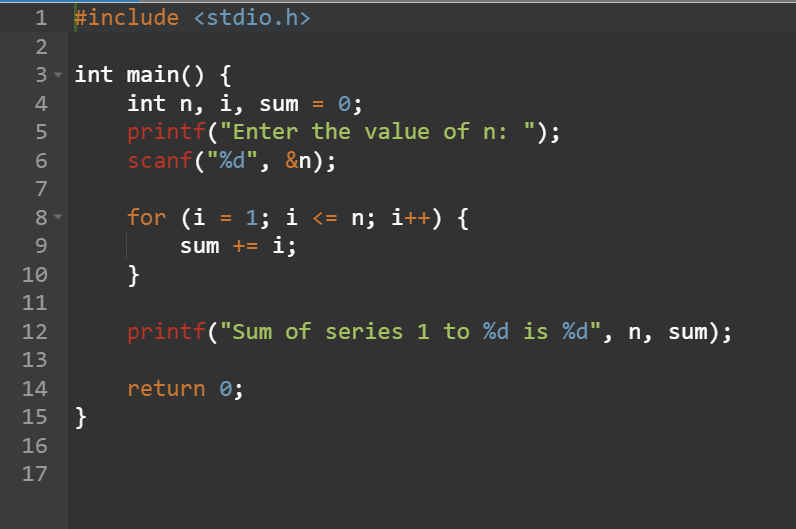 1 #include <stdio.h>
2
3 int main() {
4     int n, i, sum = 0;
5     printf("Enter the value of n: ");
6     scanf("%d", &n);
7
8     for (i = 1; i <= n; i++) {
9         sum += i;
10     }
11
12     printf("Sum of series 1 to %d is %d", n, sum);
13
14     return 0;
15 }
16
17